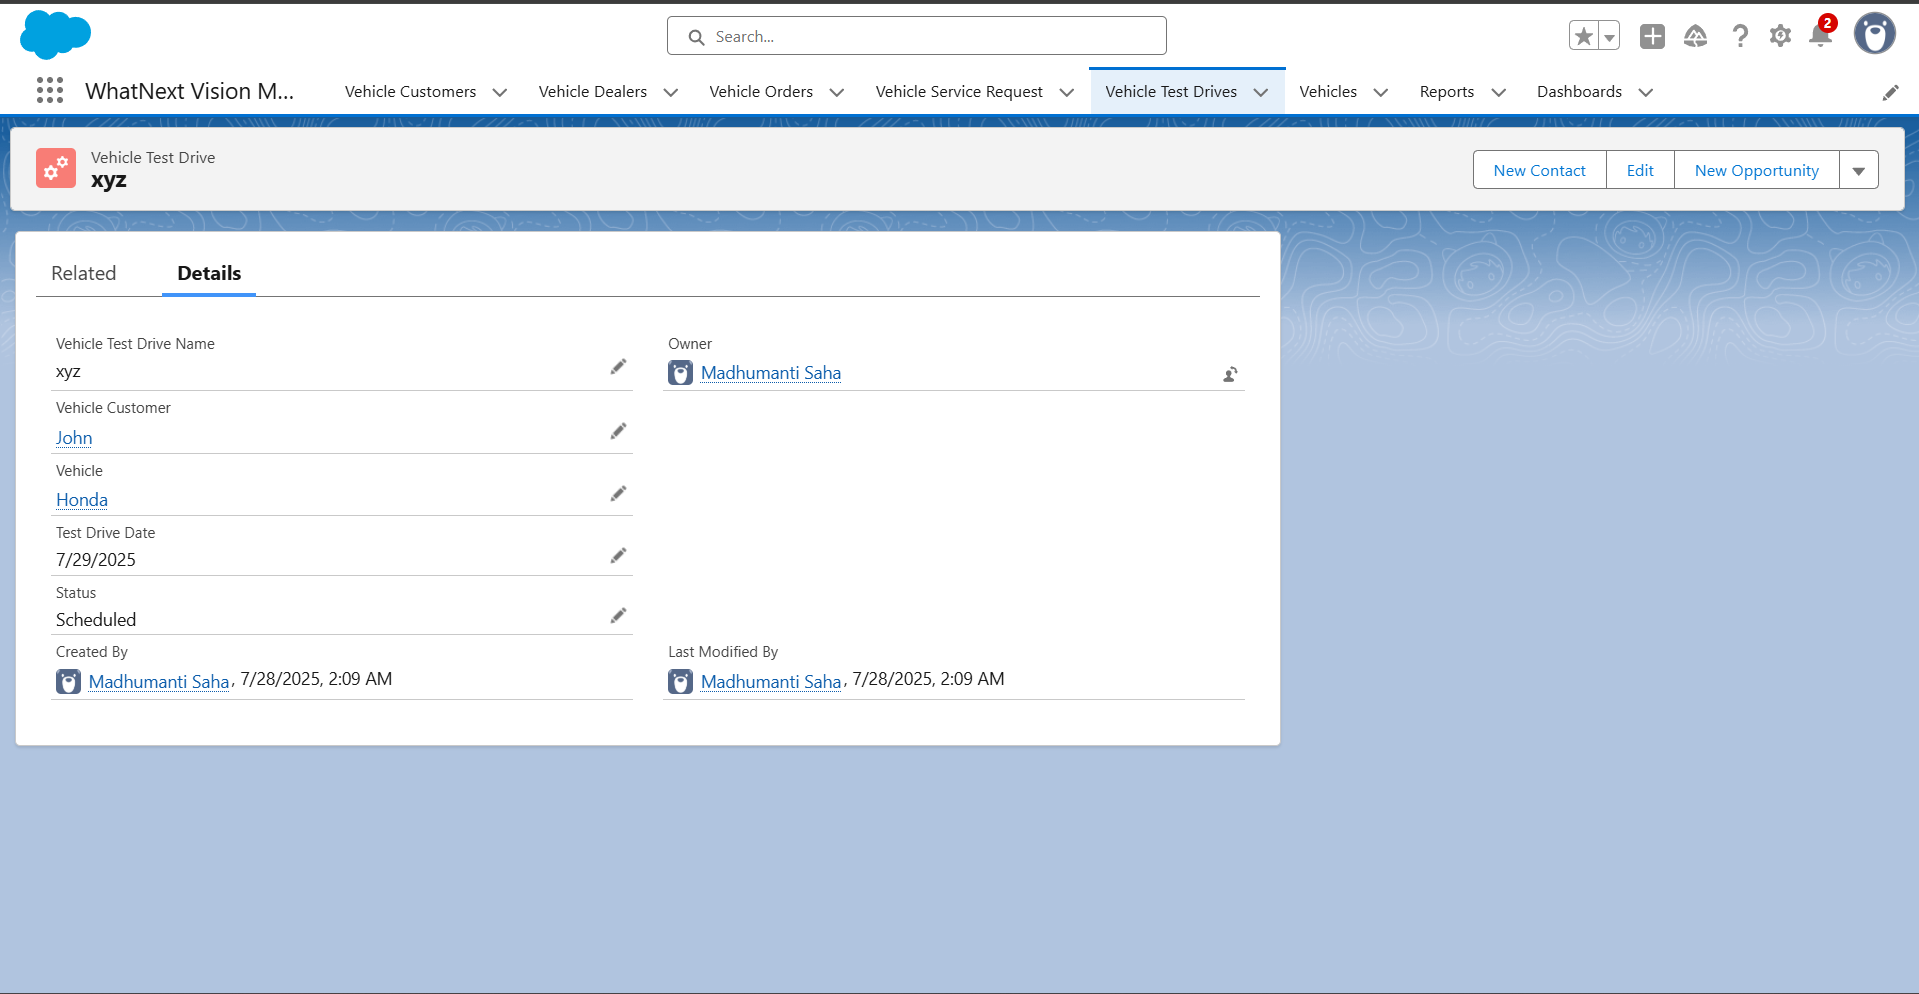 Search...
2
WhatNext Vision M...
Vehicle Customers
Vehicle Dealers
Vehicle Orders
Vehicle Service Request
Vehicle Test Drives
Vehicles
Reports
Dashboards
Vehicle Test Drive
xyz
New Contact
Edit
New Opportunity
Related
Details
Vehicle Test Drive Name
xyz
Owner
Madhumanti Saha
Vehicle Customer
John
Vehicle
Honda
Test Drive Date
7/29/2025
Status
Scheduled
Created By
Madhumanti Saha, 7/28/2025, 2:09 AM
Last Modified By
Madhumanti Saha, 7/28/2025, 2:09 AM